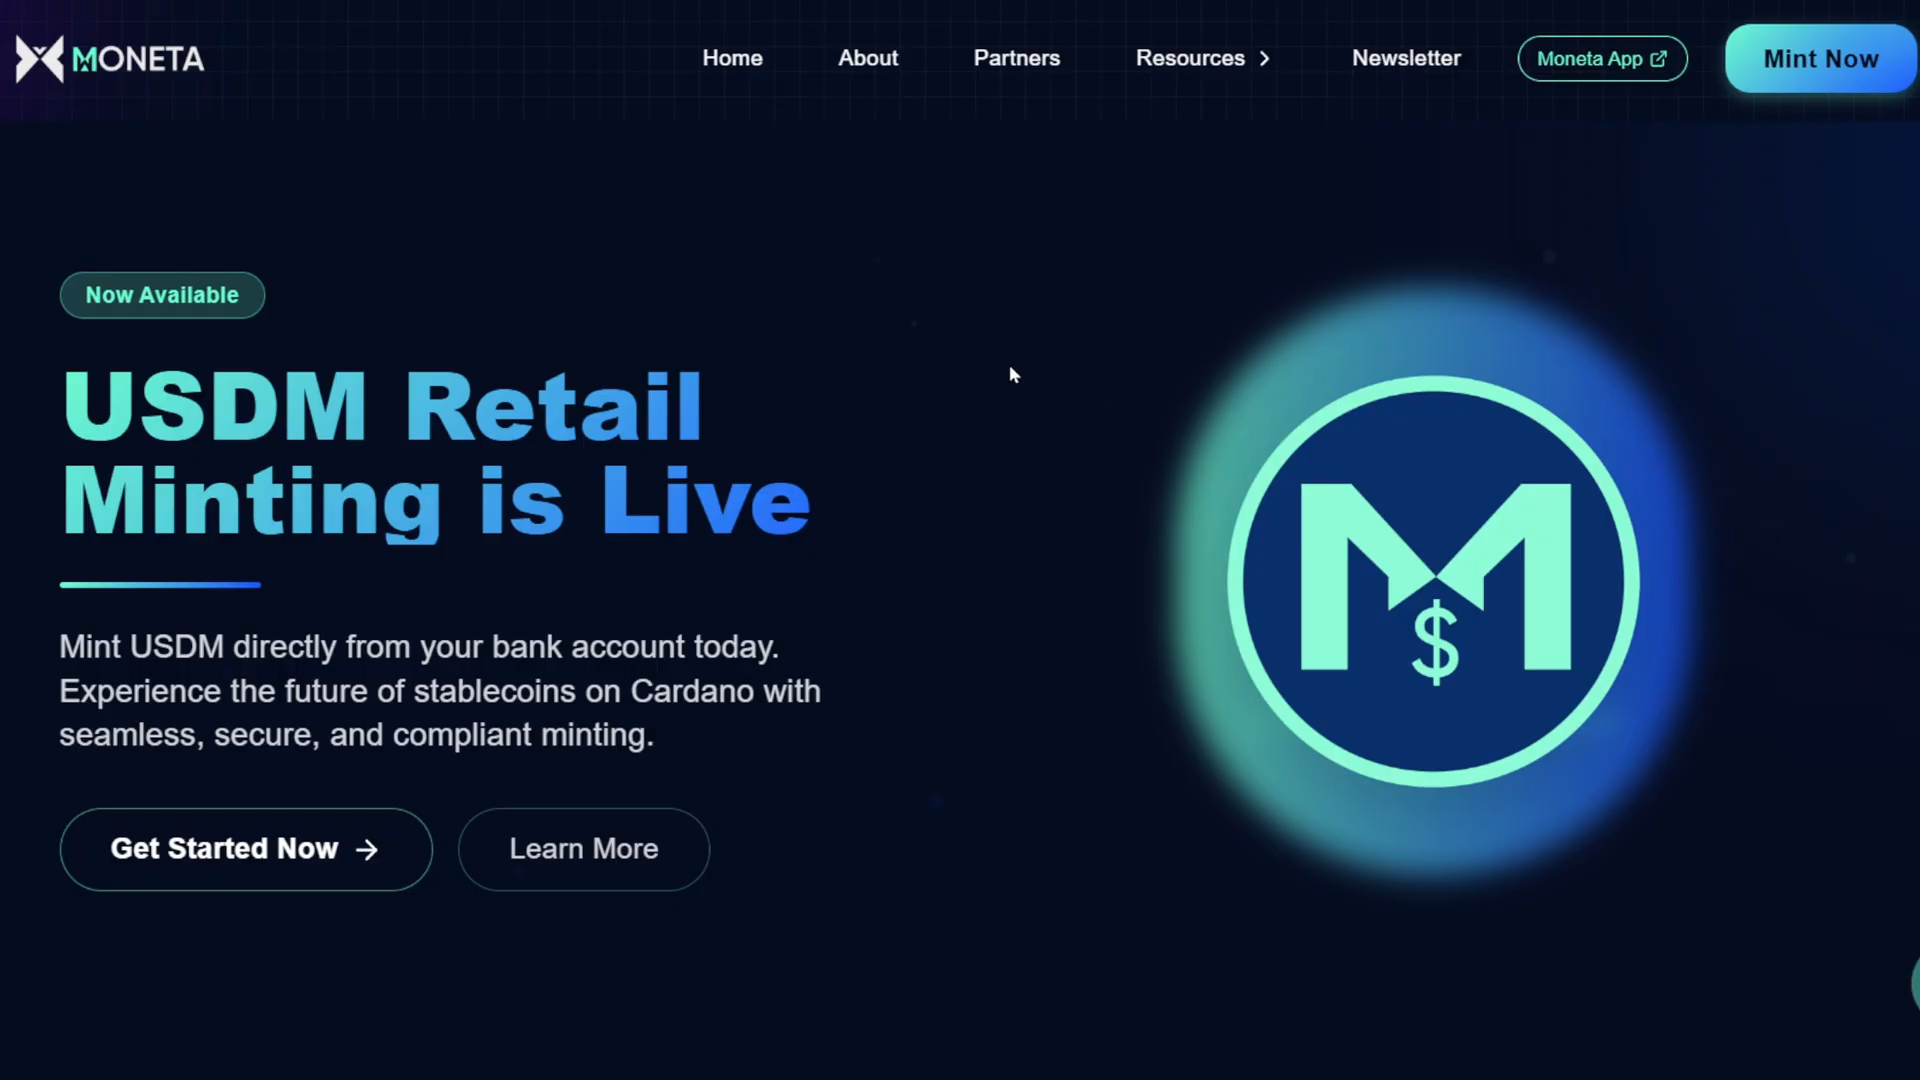 MONETA
Home
About
Partners
Resources
Newsletter
Moneta App
Mint Now
Now Available
USDM Retail
Minting is Live
Mint USDM directly from your bank account today.
Experience the future of stablecoins on Cardano with
seamless, secure, and compliant minting.
Get Started Now →
Learn More
M
$